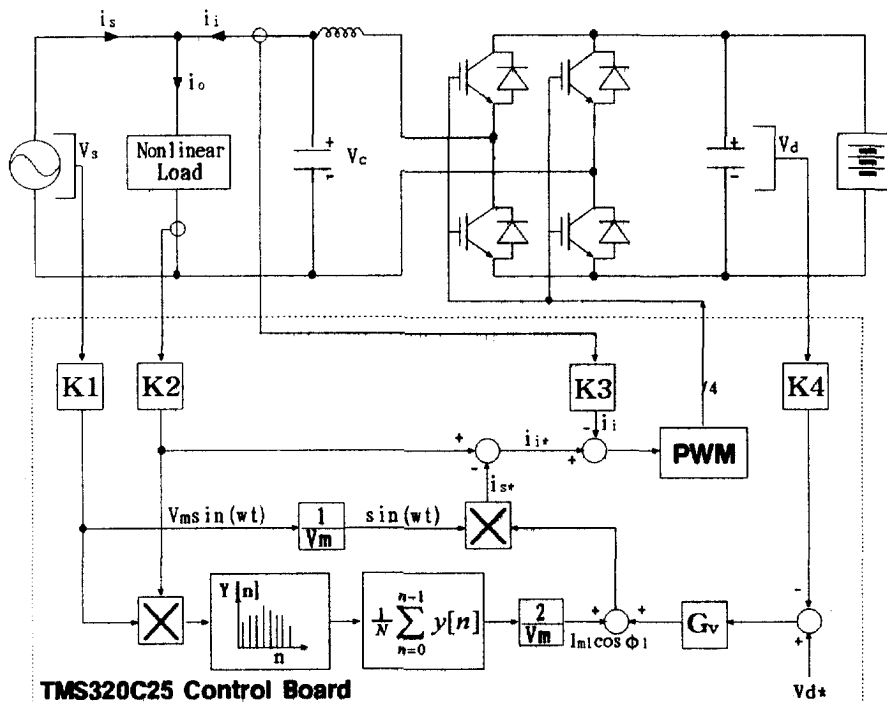 is
ii
io
Vs
Nonlinear
Load
+
Vc
-
+
Vd
-
K1
K2
K3
4
K4
- ii
+
-
ii*
+
PWM
is*
Vmsin(wt)
1
Vm
sin(wt)
Y [n]
n
1
N
n-1
∑ y[n]
n=0
2
Vm
+
+
Im1cosΦ1
Gv
-
+
TMS320C25 Control Board
Vd*